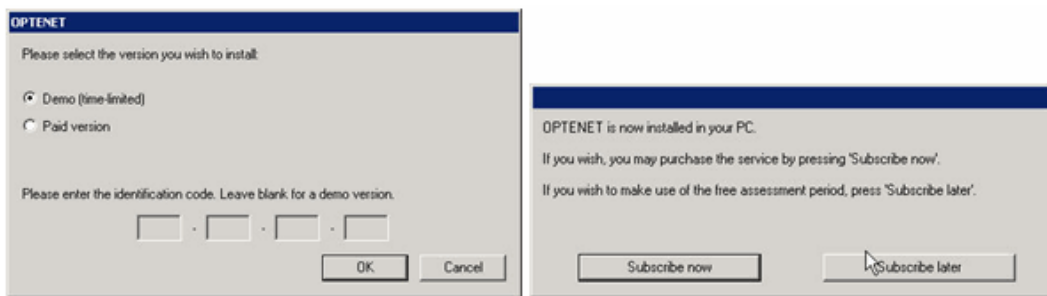 OPTENET
Please select the version you wish to install:
Demo (time-limited)
Paid version
Please enter the identification code. Leave blank for a demo version.
OK
Cancel
OPTENET is now installed in your PC.
If you wish, you may purchase the service by pressing 'Subscribe now'.
If you wish to make use of the free assessment period, press 'Subscribe later'.
Subscribe now
Subscribe later